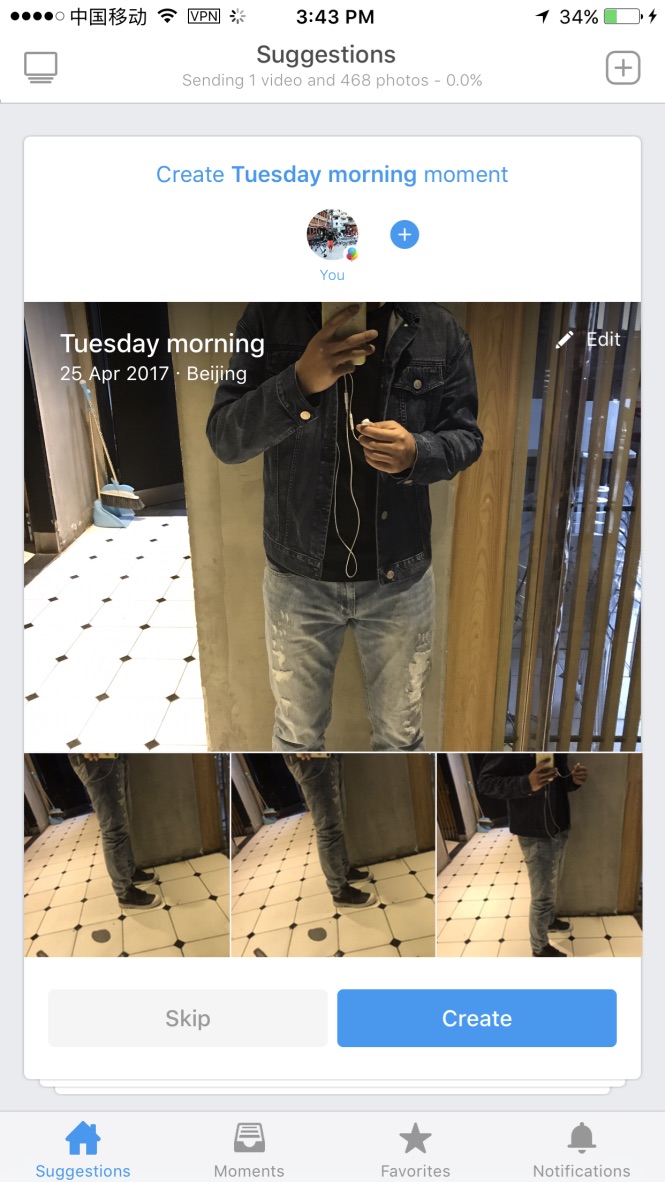 中国移动 VPN 3:43 PM 34%
Suggestions
Sending 1 video and 468 photos - 0.0%
Create Tuesday morning moment
You
Tuesday morning
Edit
25 Apr 2017 · Beijing
Skip
Create
Suggestions
Moments
Favorites
Notifications